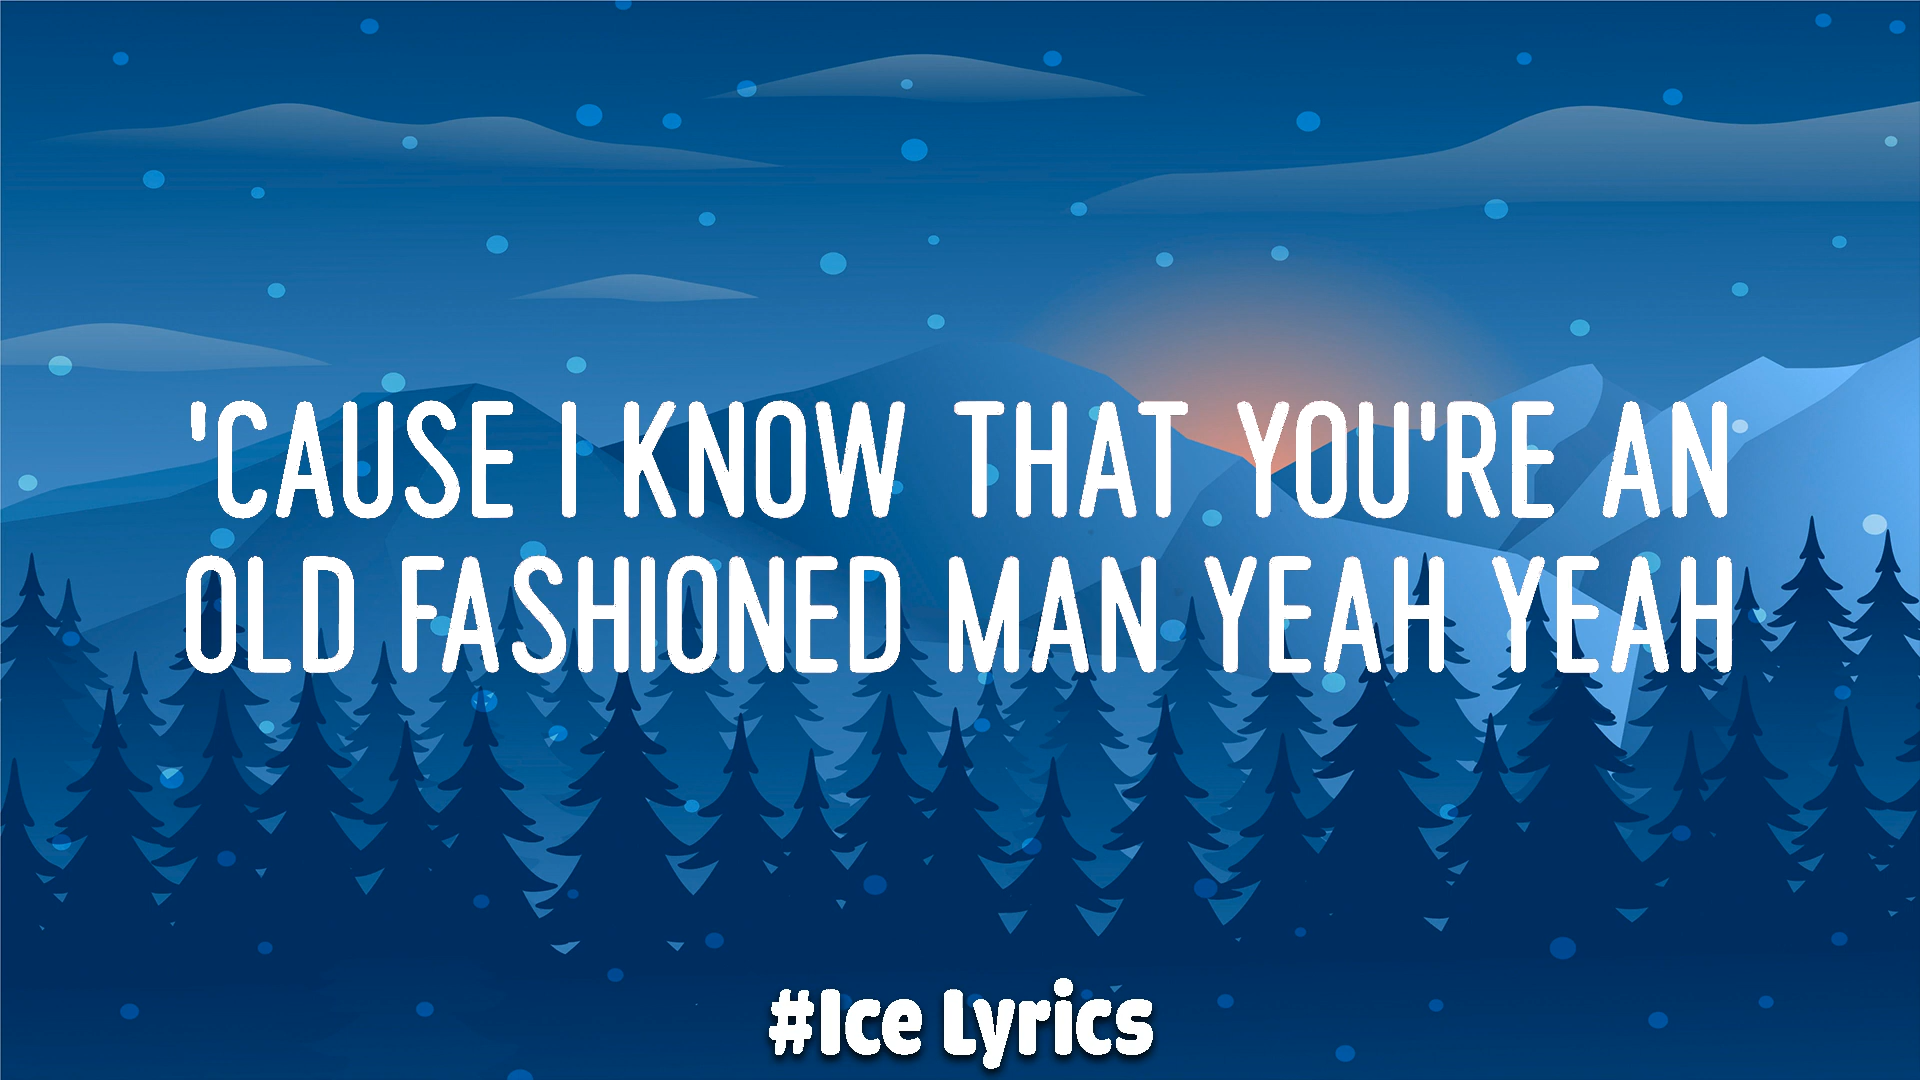 'CAUSE I KNOW THAT YOU'RE AN
OLD FASHIONED MAN YEAH YEAH
#Ice Lyrics